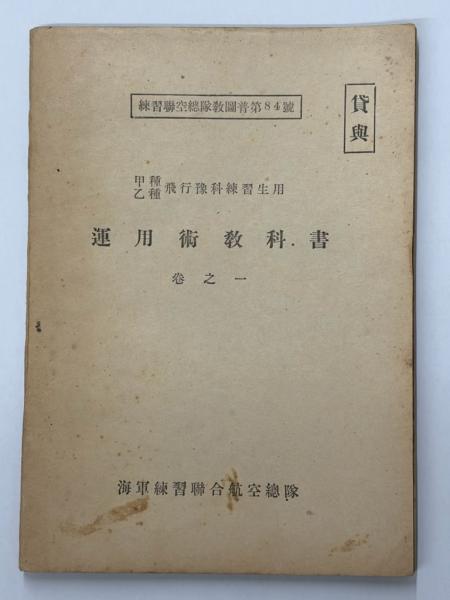 練習聯空總隊教圖普第84號
貸與
甲種
乙種飛行豫科練習生用
運用術教科書
卷之一
海軍練習聯合航空總隊